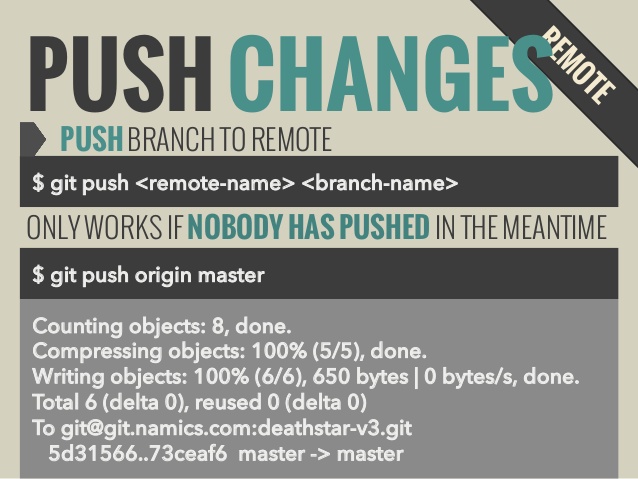 PUSH CHANGES
REMOTE
PUSH BRANCH TO REMOTE
$ git push <remote-name> <branch-name>
ONLY WORKS IF NOBODY HAS PUSHED IN THE MEANTIME
$ git push origin master
Counting objects: 8, done.
Compressing objects: 100% (5/5), done.
Writing objects: 100% (6/6), 650 bytes | 0 bytes/s, done.
Total 6 (delta 0), reused 0 (delta 0)
To git@git.namics.com:deathstar-v3.git
5d31566..73ceaf6 master -> master